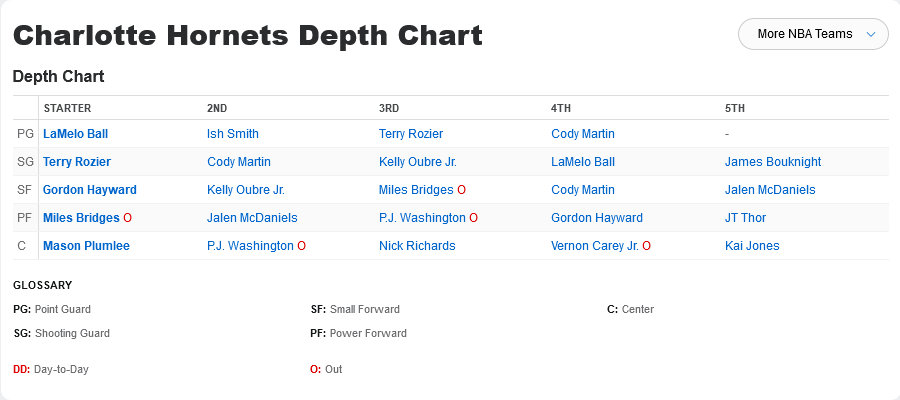 Charlotte Hornets Depth Chart
More NBA Teams
Depth Chart
STARTER 2ND 3RD 4TH 5TH
PG LaMelo Ball Ish Smith Terry Rozier Cody Martin -
SG Terry Rozier Cody Martin Kelly Oubre Jr. LaMelo Ball James Bouknight
SF Gordon Hayward Kelly Oubre Jr. Miles Bridges O Cody Martin Jalen McDaniels
PF Miles Bridges O Jalen McDaniels P.J. Washington O Gordon Hayward JT Thor
C Mason Plumlee P.J. Washington O Nick Richards Vernon Carey Jr. O Kai Jones
GLOSSARY
PG: Point Guard SF: Small Forward C: Center
SG: Shooting Guard PF: Power Forward
DD: Day-to-Day O: Out